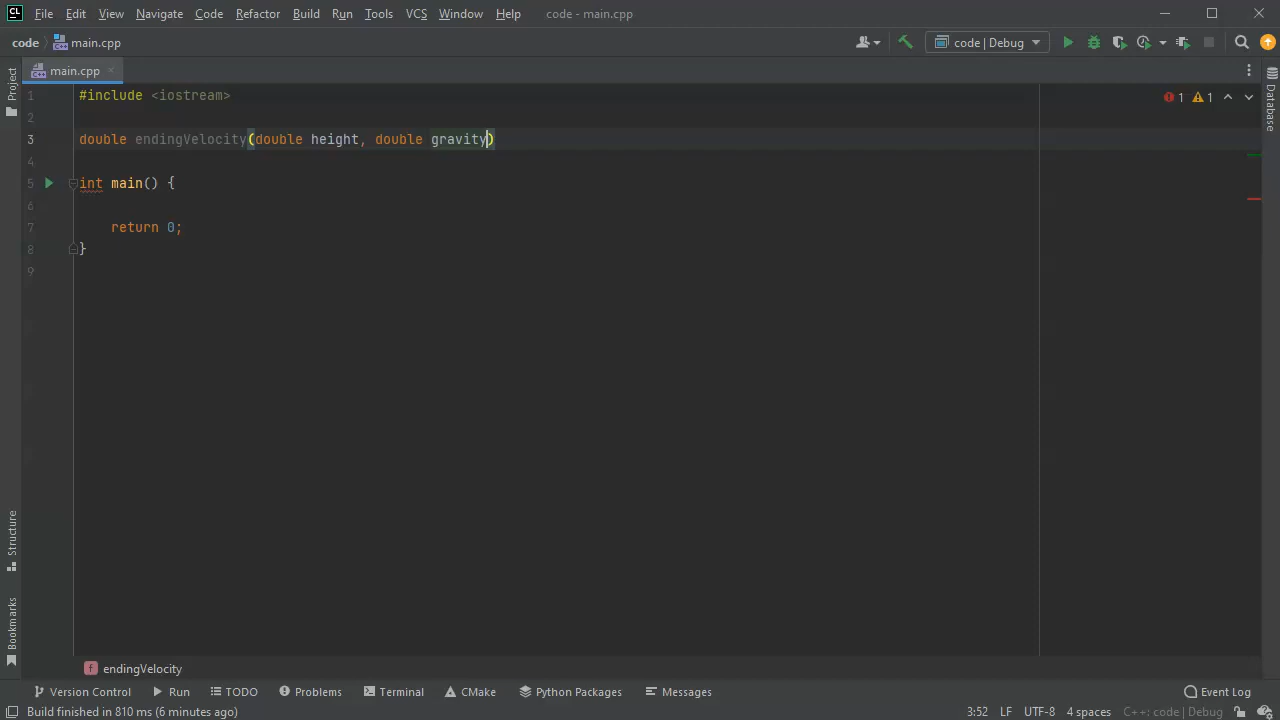 CL File Edit View Navigate Code Refactor Build Run Tools VCS Window Help code - main.cpp
code main.cpp code | Debug
main.cpp
Project
Database
1 #include <iostream>
1 1
2
3 double endingVelocity(double height, double gravity)
4
5 int main() {
6
7 return 0;
8 }
9
Structure
Bookmarks
f endingVelocity
Version Control Run TODO Problems Terminal CMake Python Packages Messages Event Log
Build finished in 810 ms (6 minutes ago) 3:52 LF UTF-8 4 spaces C++: code | Debug